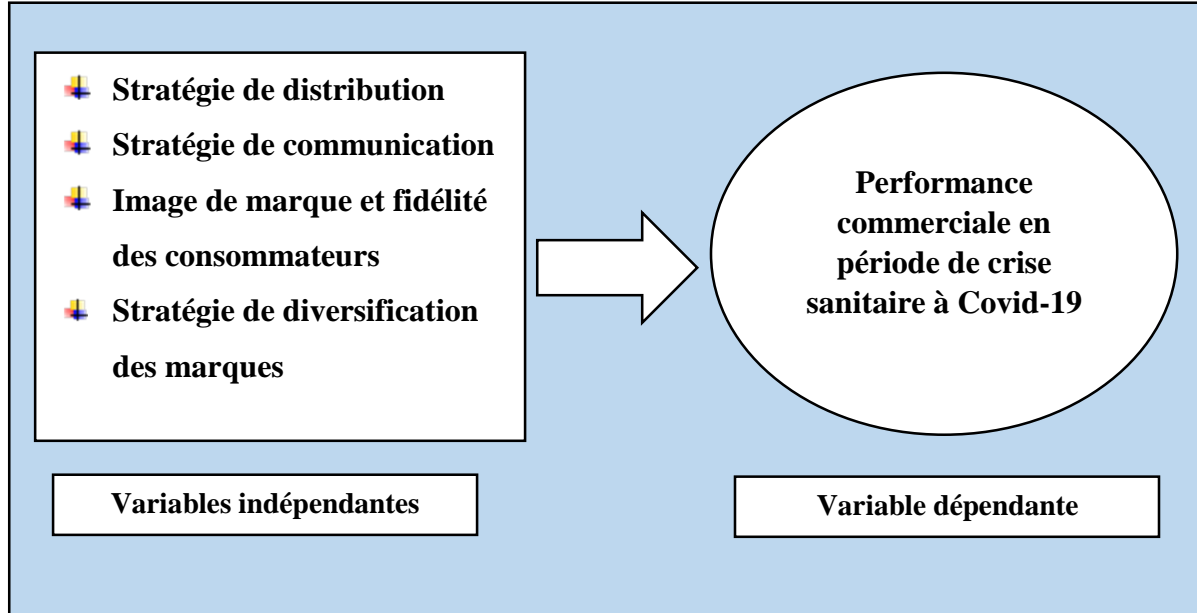 Stratégie de distribution
Stratégie de communication
Image de marque et fidélité
des consommateurs
Stratégie de diversification
des marques
Performance
commerciale en
période de crise
sanitaire à Covid-19
Variables indépendantes
Variable dépendante